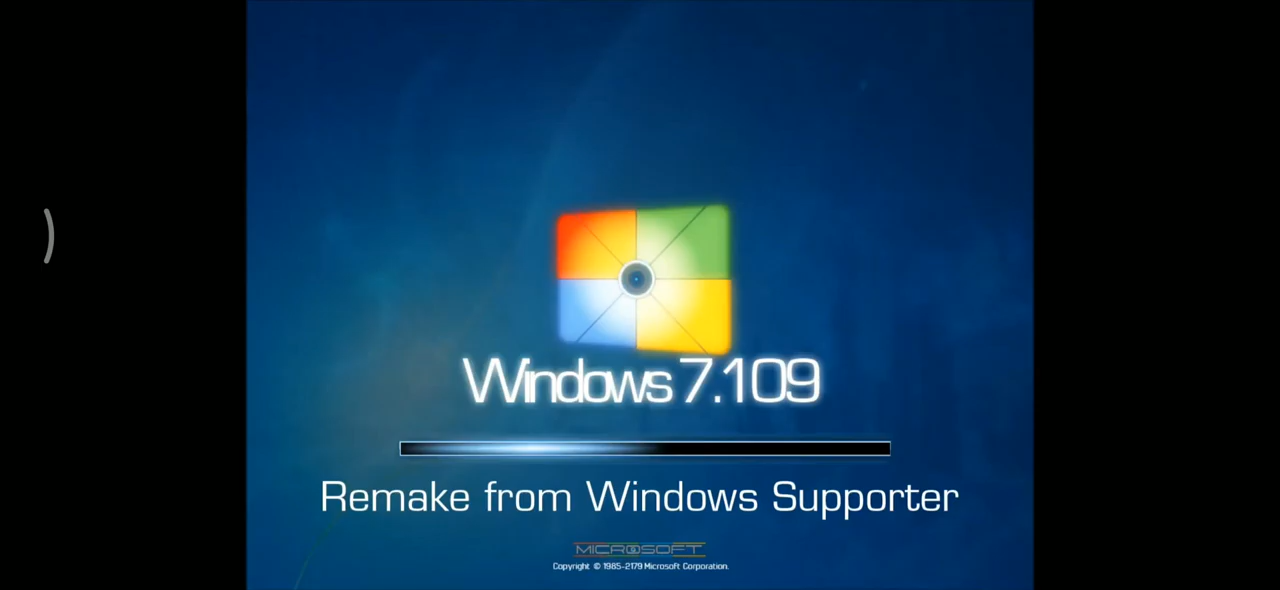 Windows 7.109
Remake from Windows Supporter
MICROSOFT
Copyright © 1985-2179 Microsoft Corporation.